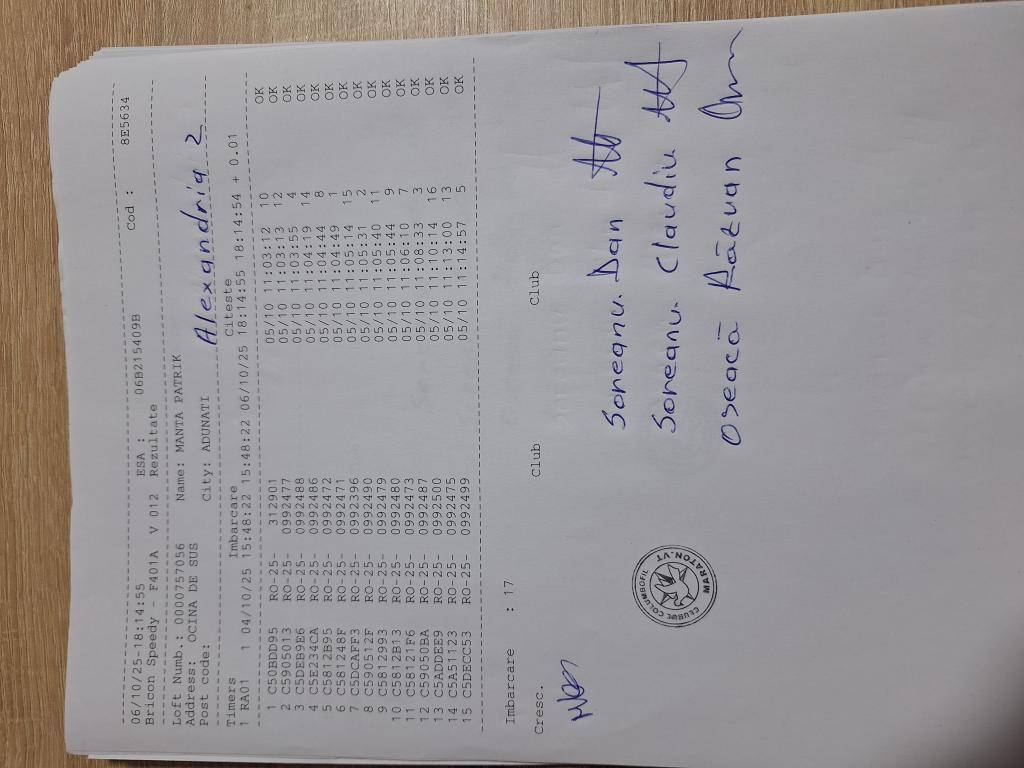 06/10/25-18:14:55 ESA : 06B215409B Cod : 8E5634
Bricon Speedy - F401A V 012 Rezultate
Loft Numb.: 0000757056 Name: MANTA PATRIK
Address: OCINA DE SUS
Post code: City: ADUNATI
Alexandria 2
Timers Imbarcare Citeste
1 RA01 1 04/10/25 15:48:22 15:48:22 06/10/25 18:14:55 18:14:54 + 0.01
1 C50BDD95 RO-25- 312901 05/10 11:03:12 10 OK
2 C5905013 RO-25- 0992477 05/10 11:03:13 12 OK
3 C5DEB9E6 RO-25- 0992488 05/10 11:03:55 4 OK
4 C5E234CA RO-25- 0992486 05/10 11:04:19 14 OK
5 C5812B95 RO-25- 0992472 05/10 11:04:44 8 OK
6 C581248F RO-25- 0992471 05/10 11:04:49 1 OK
7 C5DCAFF3 RO-25- 0992396 05/10 11:05:14 15 OK
8 C590512F RO-25- 0992490 05/10 11:05:31 2 OK
9 C5812993 RO-25- 0992479 05/10 11:05:40 11 OK
10 C5812B13 RO-25- 0992480 05/10 11:05:44 9 OK
11 C58121F6 RO-25- 0992473 05/10 11:06:10 7 OK
12 C59050BA RO-25- 0992487 05/10 11:08:33 3 OK
13 C5ADDEE9 RO-25- 0992500 05/10 11:10:14 16 OK
14 C5A51123 RO-25- 0992475 05/10 11:13:00 13 OK
15 C5DECC53 RO-25- 0992499 05/10 11:14:57 5 OK
Imbarcare : 17
Cresc. Club Club
Soreanu Dan
Soreanu Claudiu
Oseacă Răzvan
CLUBUL COLUMBOFIL
MARATON.VT